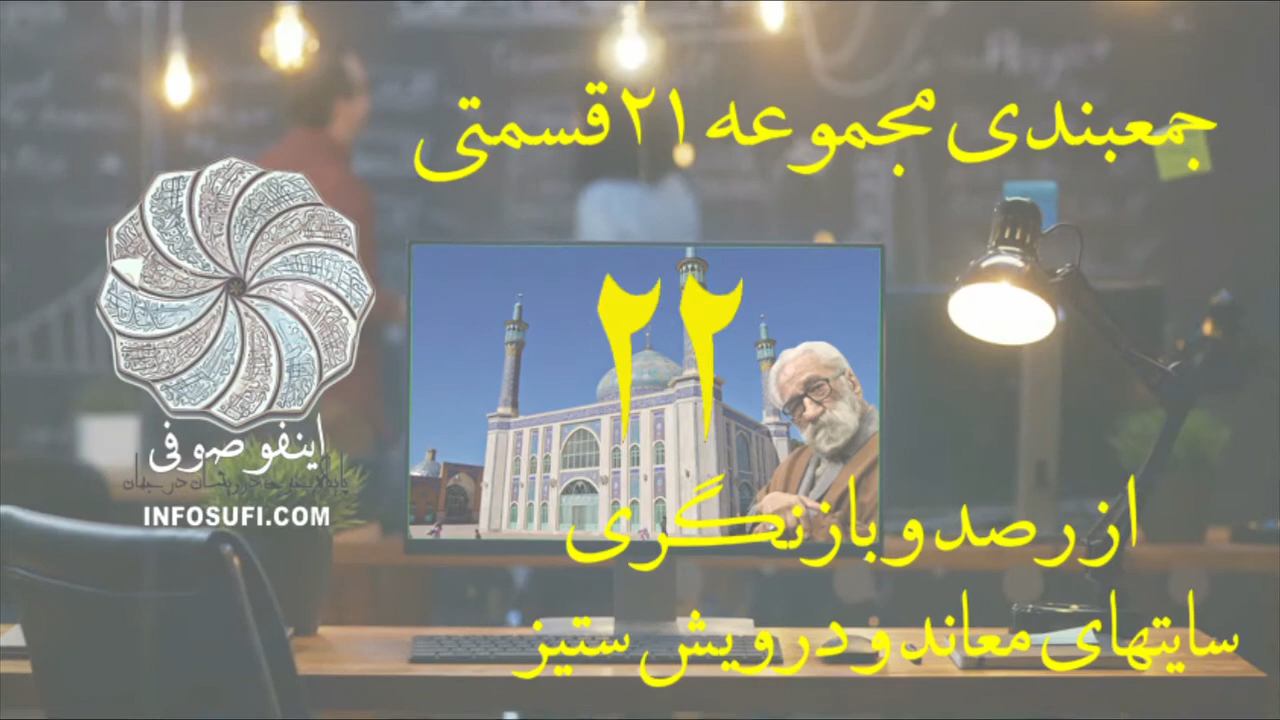 جمعبندی مجموعه ۲۱ قسمتی
۲۲
از رصد و بازنگری
سایتهای معاند و درویش ستیز
اینفو صوفی
INFOSUFI.COM